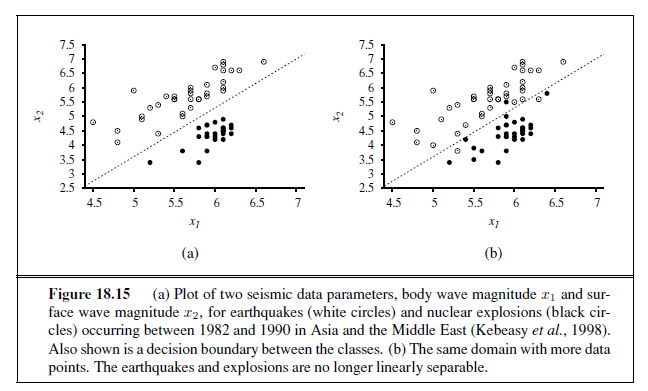 7.5
7
6.5
6
5.5
5
4.5
4
3.5
3
2.5
x2
4.5 5 5.5 6 6.5 7
x1
(a)
7.5
7
6.5
6
5.5
5
4.5
4
3.5
3
2.5
x2
4.5 5 5.5 6 6.5 7
x1
(b)
Figure 18.15 (a) Plot of two seismic data parameters, body wave magnitude x1 and sur-
face wave magnitude x2, for earthquakes (white circles) and nuclear explosions (black cir-
cles) occurring between 1982 and 1990 in Asia and the Middle East (Kebeasy et al., 1998).
Also shown is a decision boundary between the classes. (b) The same domain with more data
points. The earthquakes and explosions are no longer linearly separable.